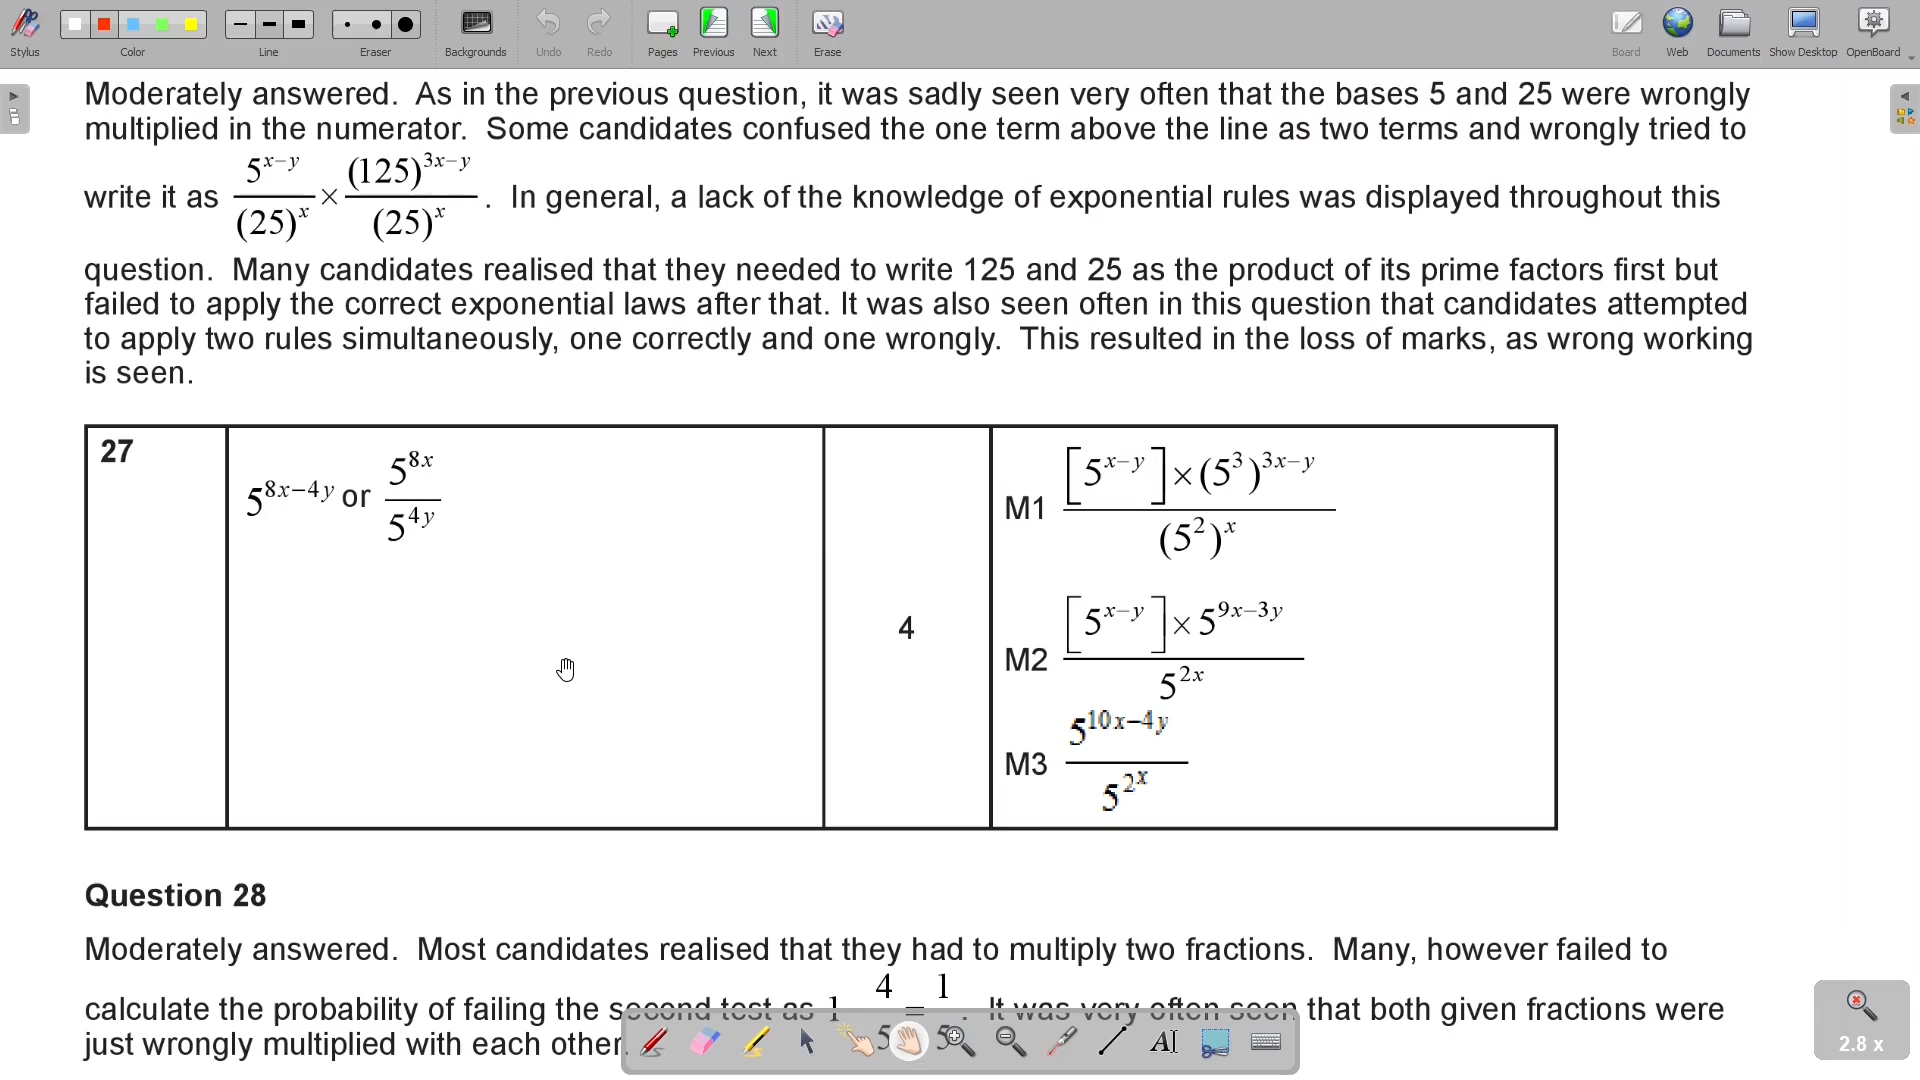 Stylus Color Line Eraser Backgrounds Undo Redo Pages Previous Next Erase Board Web Documents Show Desktop OpenBoard
Moderately answered. As in the previous question, it was sadly seen very often that the bases 5 and 25 were wrongly
multiplied in the numerator. Some candidates confused the one term above the line as two terms and wrongly tried to
write it as 5^{x−y}/(25)^x × (125)^{3x−y}/(25)^x . In general, a lack of the knowledge of exponential rules was displayed throughout this
question. Many candidates realised that they needed to write 125 and 25 as the product of its prime factors first but
failed to apply the correct exponential laws after that. It was also seen often in this question that candidates attempted
to apply two rules simultaneously, one correctly and one wrongly. This resulted in the loss of marks, as wrong working
is seen.
27
5^{8x−4y} or 5^{8x}/5^{4y}
4
M1 [5^{x−y}]×(5^3)^{3x−y}/(5^2)^x
M2 [5^{x−y}]×5^{9x−3y}/5^{2x}
M3 5^{10x−4y}/5^{2^x}
Question 28
Moderately answered. Most candidates realised that they had to multiply two fractions. Many, however failed to
calculate the probability of failing the second test as 1 4/5 = 1/5 . It was very often seen that both given fractions were
just wrongly multiplied with each other
2.8 x